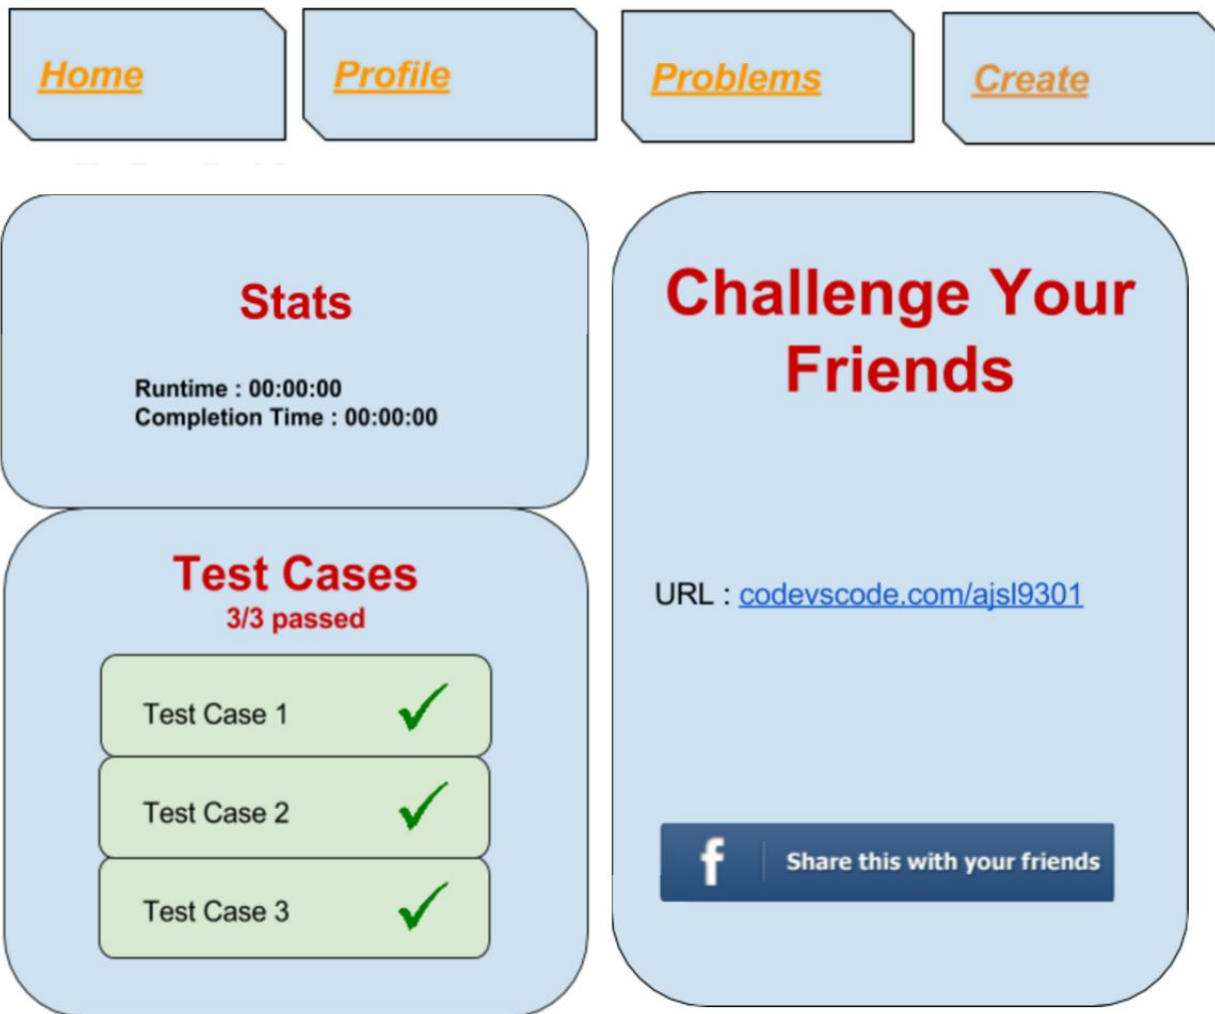 Home
Profile
Problems
Create
Stats
Runtime : 00:00:00
Completion Time : 00:00:00
Test Cases
3/3 passed
Test Case 1
Test Case 2
Test Case 3
Challenge Your
Friends
URL : codevscode.com/ajsl9301
f Share this with your friends